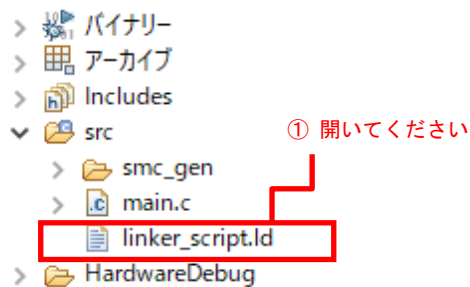 バイナリー
アーカイブ
Includes
src
① 開いてください
smc_gen
main.c
linker_script.ld
HardwareDebug